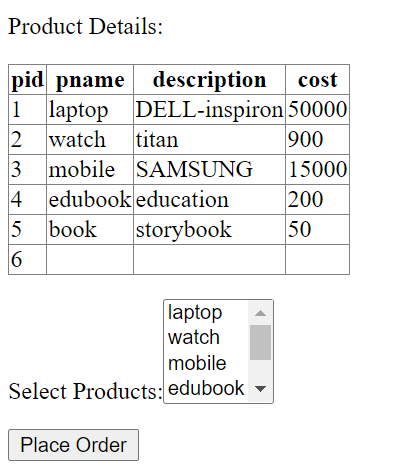 Product Details:
pid pname description cost
1 laptop DELL-inspiron 50000
2 watch titan 900
3 mobile SAMSUNG 15000
4 edubook education 200
5 book storybook 50
6
laptop
watch
mobile
Select Products: edubook
Place Order